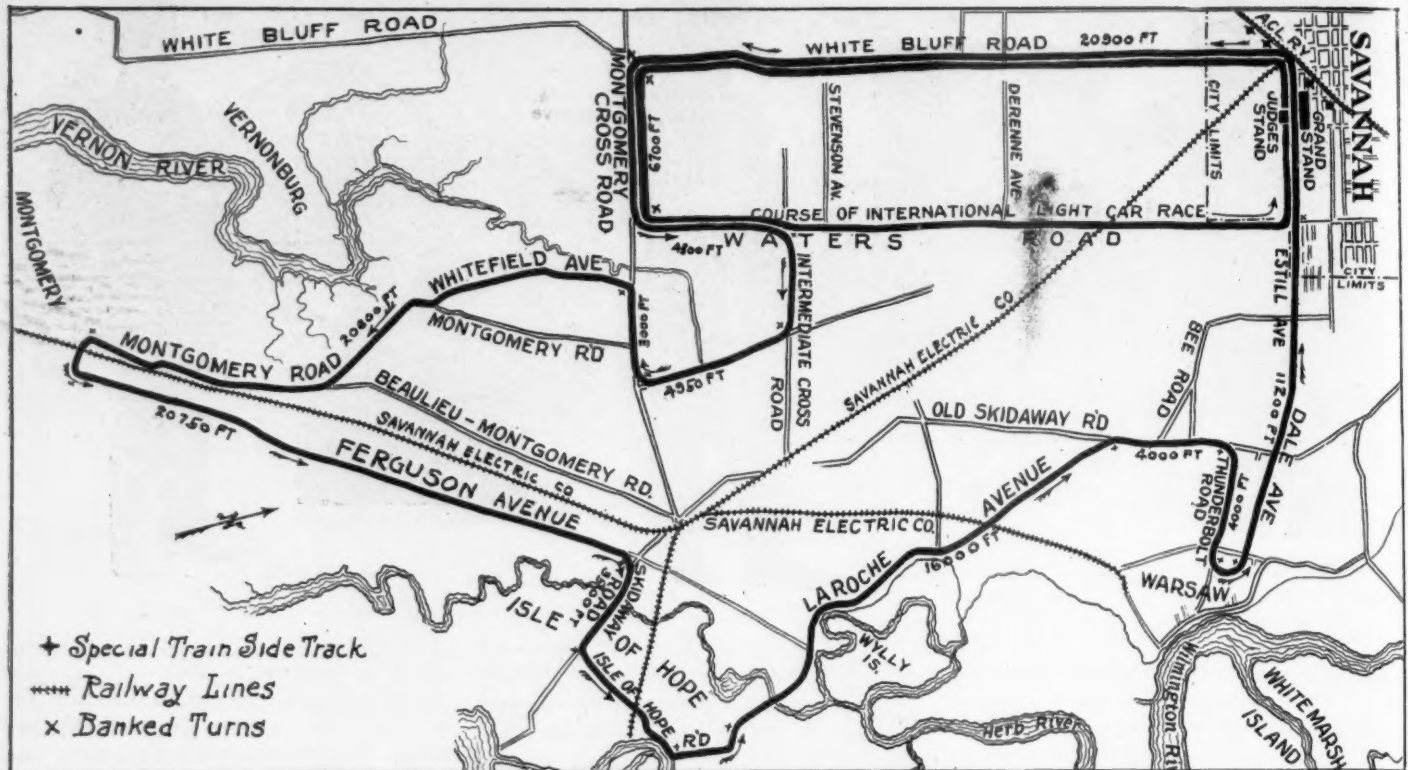 WHITE BLUFF ROAD
WHITE BLUFF ROAD 20900 FT
A.C.L. RY
SAVANNAH
GRAND STAND
JUDGES STAND
CITY LIMITS
CITY LIMITS
MONTGOMERY CROSS ROAD
6700 FT
STEVENSON AV.
DERENNE AVE
COURSE OF INTERNATIONAL LIGHT CAR RACE
WATERS ROAD
4800 FT
VERNON RIVER
VERNONBURG
MONTGOMERY
WHITEFIELD AVE
20800 FT
MONTGOMERY R'D
3000 FT
4950 FT
INTERMEDIATE CROSS ROAD
SAVANNAH ELECTRIC CO.
ESTILL AVE 11200 FT
DALE AVE
BEE ROAD
OLD SKIDAWAY R'D
MONTGOMERY ROAD
BEAULIEU-MONTGOMERY RD.
SAVANNAH ELECTRIC CO
20750 FT
FERGUSON AVENUE
SAVANNAH ELECTRIC CO.
4000 FT
THUNDERBOLT ROAD
4000 FT
LAROCHE AVENUE
16000 FT
WARSAW
N
SKIDAWAY ROAD
ISLE OF HOPE
ISLE OF HOPE R'D
WYLLY IS.
Herb River
Wilmington Ri
WHITEMARSH ISLAND
Special Train Side Track
Railway Lines
x Banked Turns